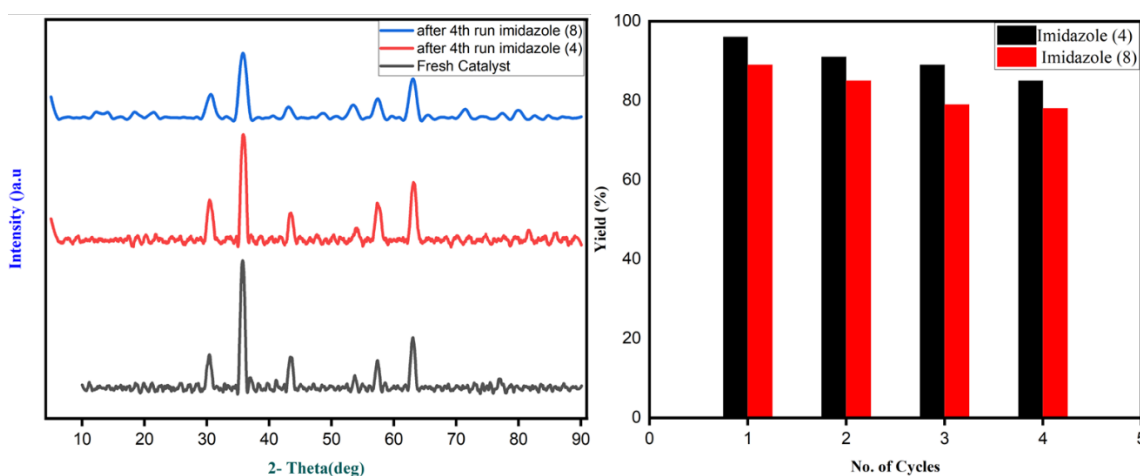 after 4th run imidazole (8)
after 4th run imidazole (4)
Fresh Catalyst
Intensity ()a.u
10 20 30 40 50 60 70 80 90
2- Theta(deg)
Imidazole (4)
Imidazole (8)
100
80
60
40
20
0
Yield (%)
0 1 2 3 4 5
No. of Cycles